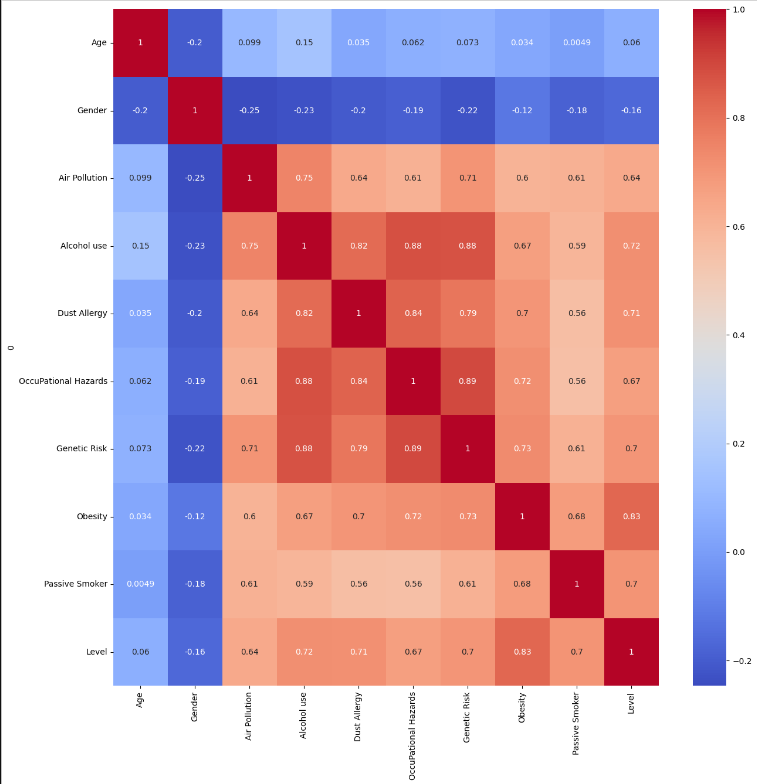 Age 1 -0.2 0.099 0.15 0.035 0.062 0.073 0.034 0.0049 0.06
Gender -0.2 1 -0.25 -0.23 -0.2 -0.19 -0.22 -0.12 -0.18 -0.16
Air Pollution 0.099 -0.25 1 0.75 0.64 0.61 0.71 0.6 0.61 0.64
Alcohol use 0.15 -0.23 0.75 1 0.82 0.88 0.88 0.67 0.59 0.72
Dust Allergy 0.035 -0.2 0.64 0.82 1 0.84 0.79 0.7 0.56 0.71
0
OccuPational Hazards 0.062 -0.19 0.61 0.88 0.84 1 0.89 0.72 0.56 0.67
Genetic Risk 0.073 -0.22 0.71 0.88 0.79 0.89 1 0.73 0.61 0.7
Obesity 0.034 -0.12 0.6 0.67 0.7 0.72 0.73 1 0.68 0.83
Passive Smoker 0.0049 -0.18 0.61 0.59 0.56 0.56 0.61 0.68 1 0.7
Level 0.06 -0.16 0.64 0.72 0.71 0.67 0.7 0.83 0.7 1
Age
Gender
Air Pollution
Alcohol use
Dust Allergy
OccuPational Hazards
Genetic Risk
Obesity
Passive Smoker
Level
1.0
0.8
0.6
0.4
0.2
0.0
−0.2